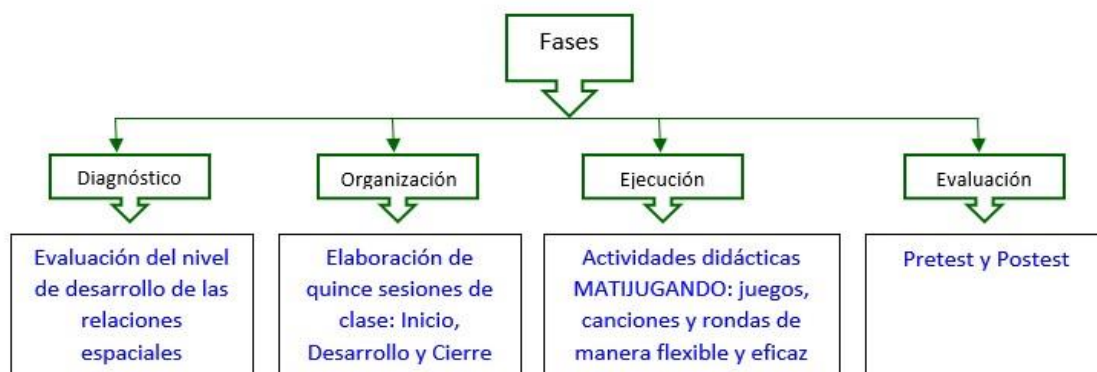 Fases
Diagnóstico
Organización
Ejecución
Evaluación
Evaluación del nivel
de desarrollo de las
relaciones
espaciales
Elaboración de
quince sesiones de
clase: Inicio,
Desarrollo y Cierre
Actividades didácticas
MATIJUGANDO: juegos,
canciones y rondas de
manera flexible y eficaz
Pretest y Postest